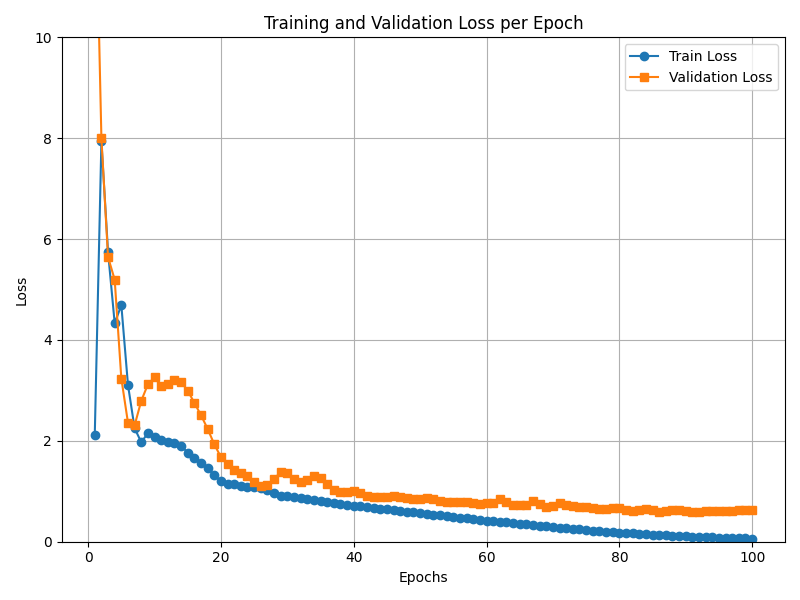 Training and Validation Loss per Epoch
Train Loss
Validation Loss
10
8
6
4
2
0
Loss
0 20 40 60 80 100
Epochs